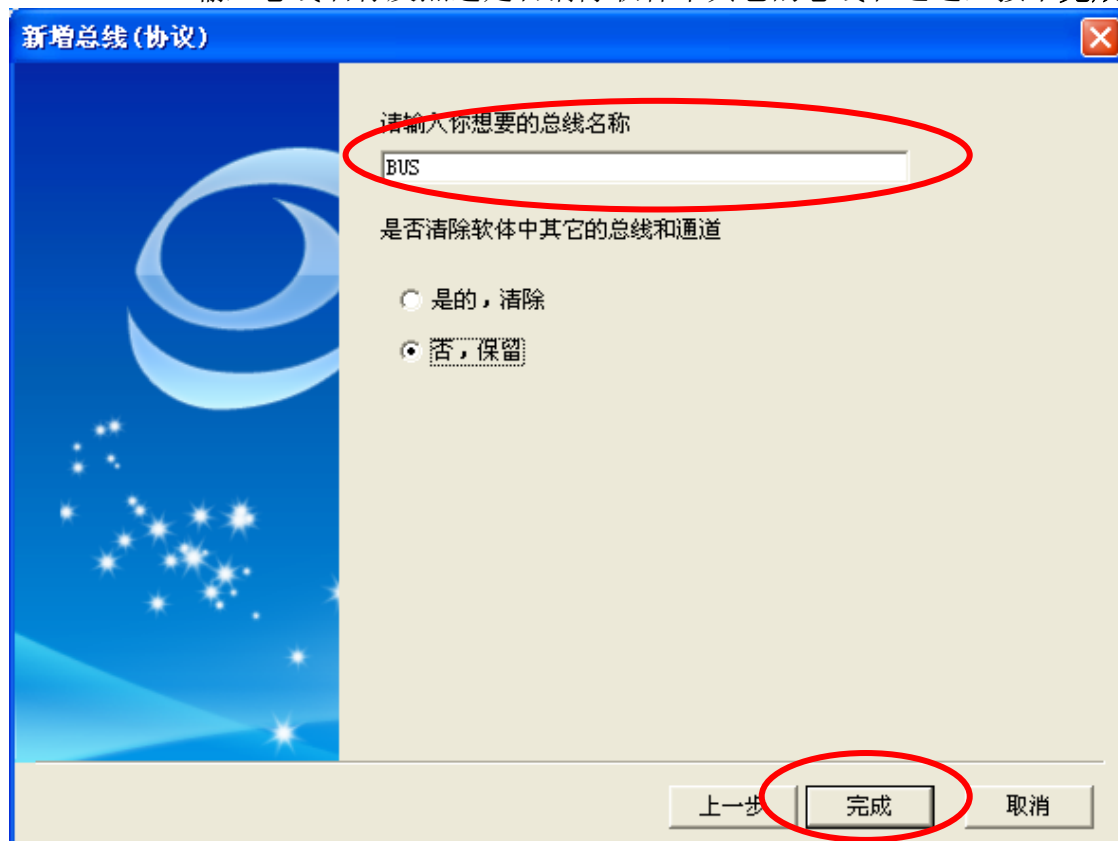 新增总线(协议)
请输入你想要的总线名称
BUS
是否清除软体中其它的总线和通道
是的，清除
否，保留
上一步
完成
取消